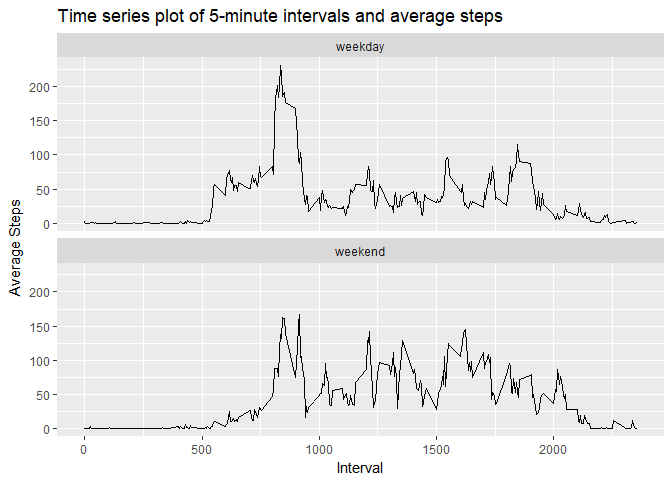 Time series plot of 5-minute intervals and average steps
weekday
200
150
100
50
0
weekend
200
150
100
50
0
Average Steps
0 500 1000 1500 2000
Interval